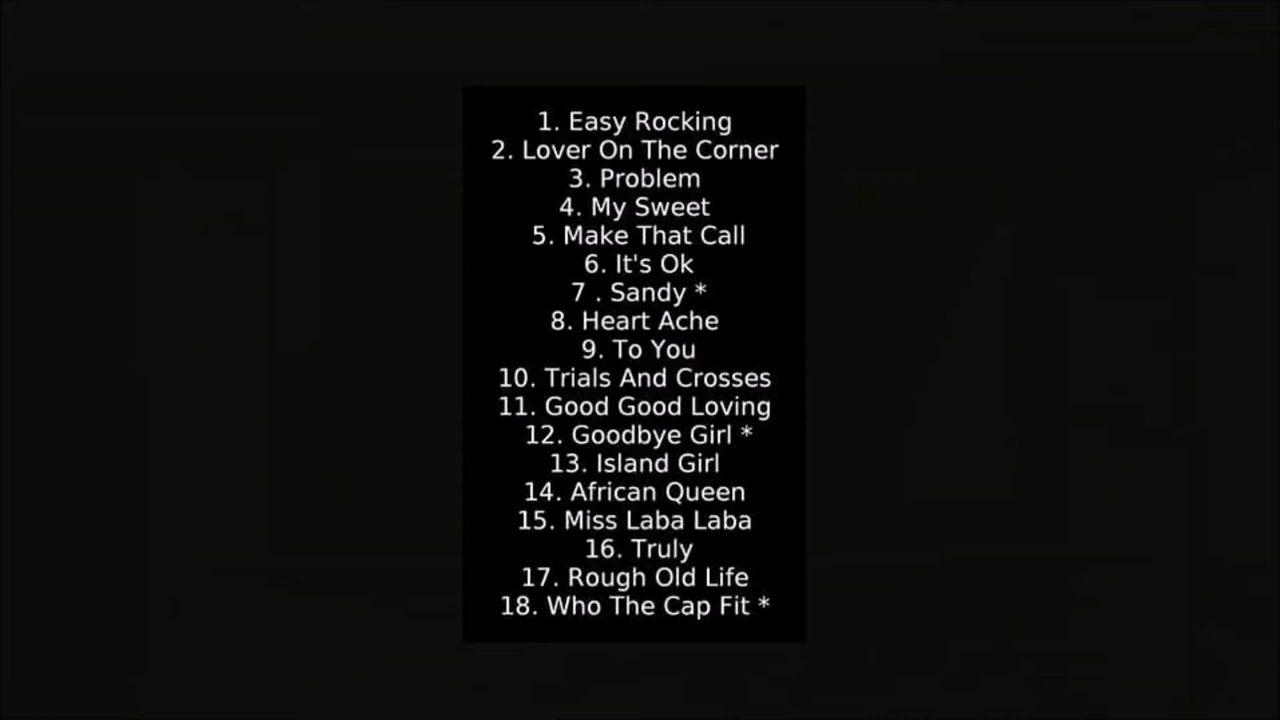 1. Easy Rocking
2. Lover On The Corner
3. Problem
4. My Sweet
5. Make That Call
6. It's Ok
7 . Sandy *
8. Heart Ache
9. To You
10. Trials And Crosses
11. Good Good Loving
12. Goodbye Girl *
13. Island Girl
14. African Queen
15. Miss Laba Laba
16. Truly
17. Rough Old Life
18. Who The Cap Fit *